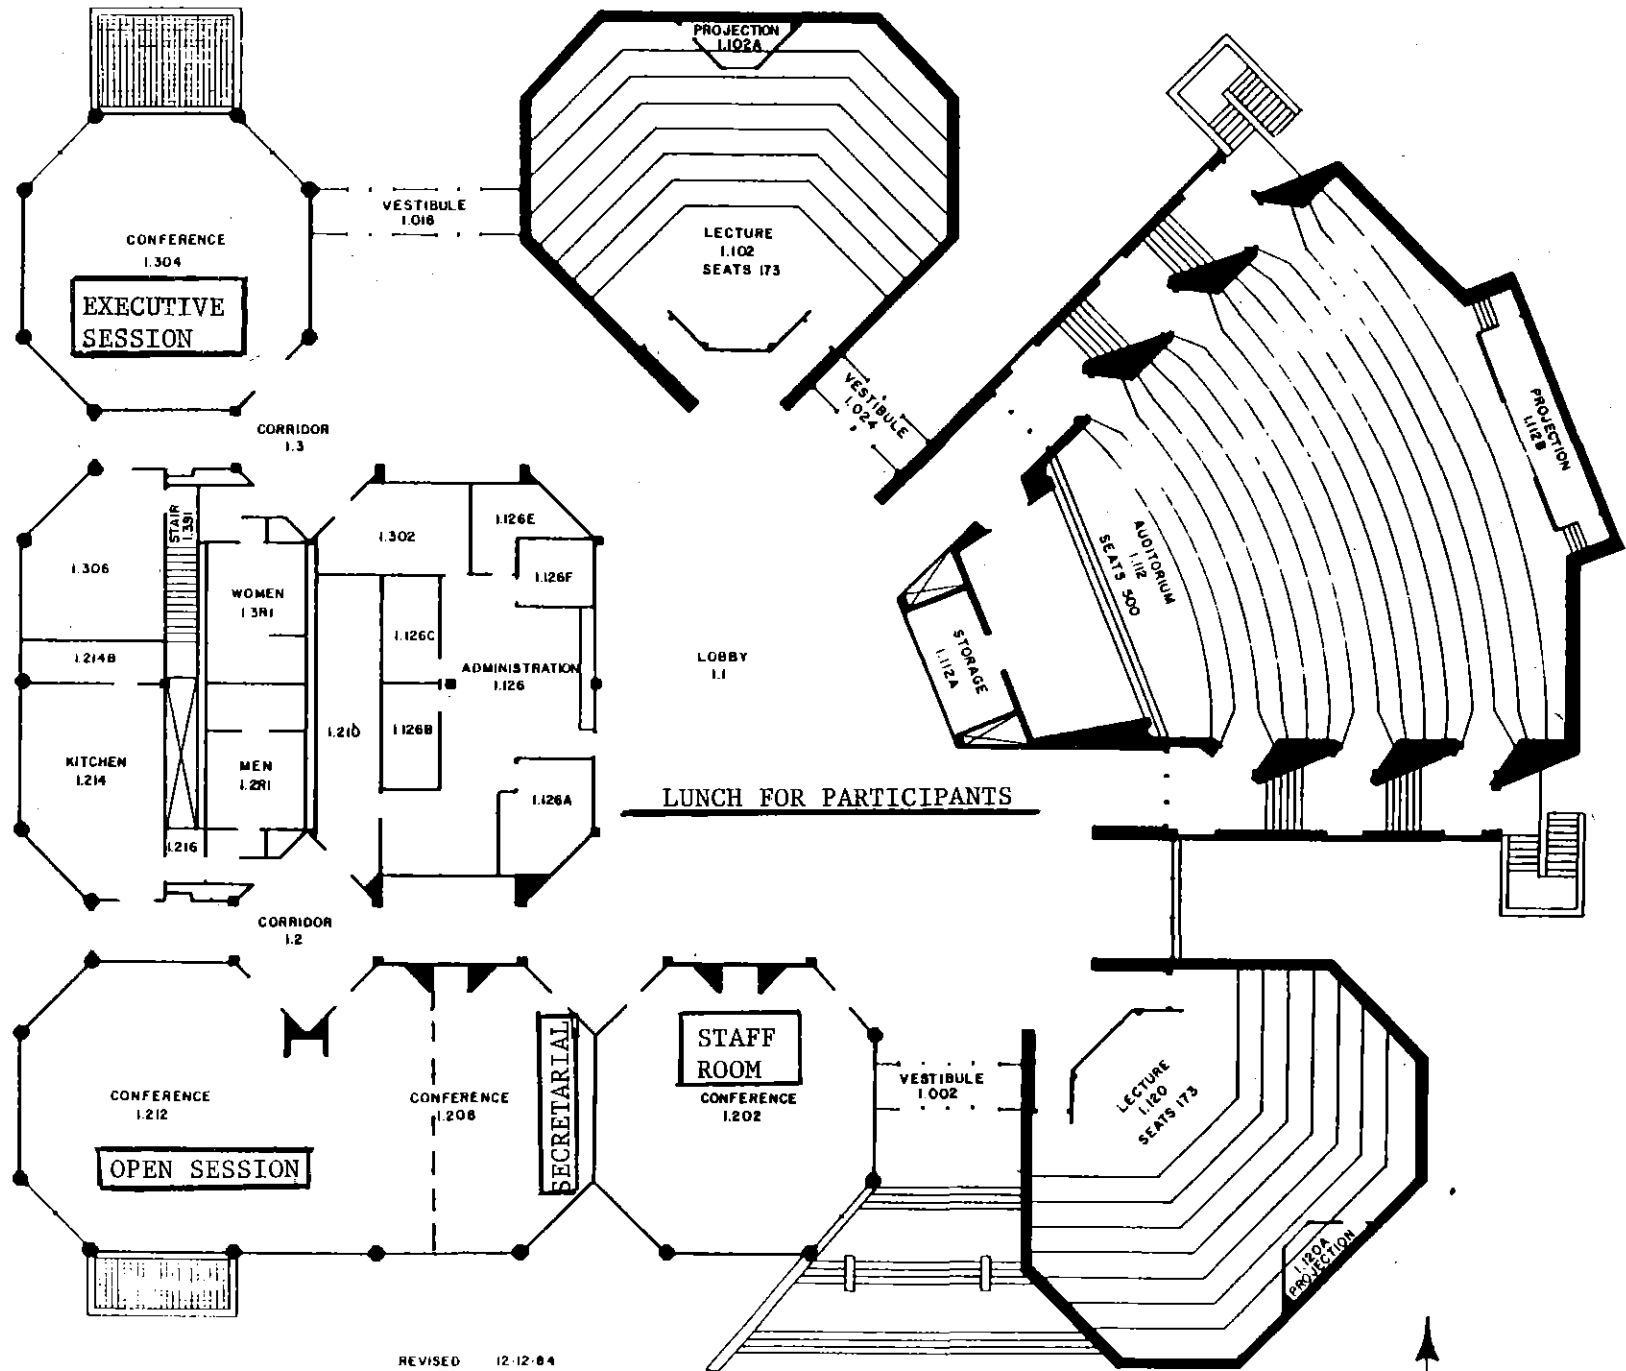 PROJECTION
1.102A
VESTIBULE
1.018
LECTURE
1.102
SEATS 173
CONFERENCE
1.304
EXECUTIVE
SESSION
VESTIBULE
1.024
PROJECTION
1.112B
CORRIDOR
1.3
STAIR
1.3S1
1.302
1.126E
1.126F
1.306
WOMEN
1.3R1
1.126C
AUDITORIUM
1.112
SEATS 500
STORAGE
1.112A
1.214B
ADMINISTRATION
1.126
LOBBY
1.1
1.210
1.126B
KITCHEN
1.214
MEN
1.2R1
1.126A
LUNCH FOR PARTICIPANTS
1.216
CORRIDOR
1.2
SECRETARIAL
STAFF
ROOM
CONFERENCE
1.212
CONFERENCE
1.208
CONFERENCE
1.202
VESTIBULE
1.002
LECTURE
1.120
SEATS 173
OPEN SESSION
1.120A
PROJECTION
REVISED 12-12-84